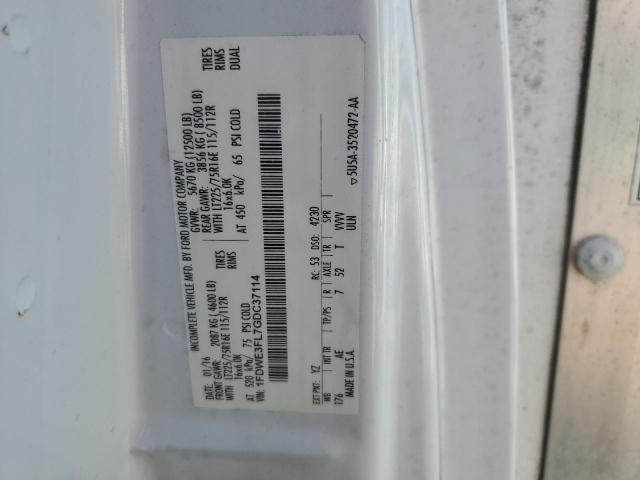 INCOMPLETE VEHICLE MFD. BY FORD MOTOR COMPANY
DATE: 01/16 GVWR: 5670 KG (12500 LB)
FRONT GAWR: 2087 KG ( 4600 LB) REAR GAWR: 3856 KG ( 8500 LB)
WITH LT225/75R16E 115/112R WITH LT225/75R16E 115/112R TIRES
16x6.0K 16x6.0K RIMS
AT 520 kPa/ 75 PSI COLD AT 450 kPa/ 65 PSI COLD DUAL
VIN: 1FDWE3FL7GDC37114
TIRES
RIMS
EXT PNT: YZ RC: 53 DSO: 4230
WB INT TR TP/PS R AXLE TR SPR
176 AE 7 52 T VVVV
MADE IN U.S.A. ULN
5U5A-3520472-AA